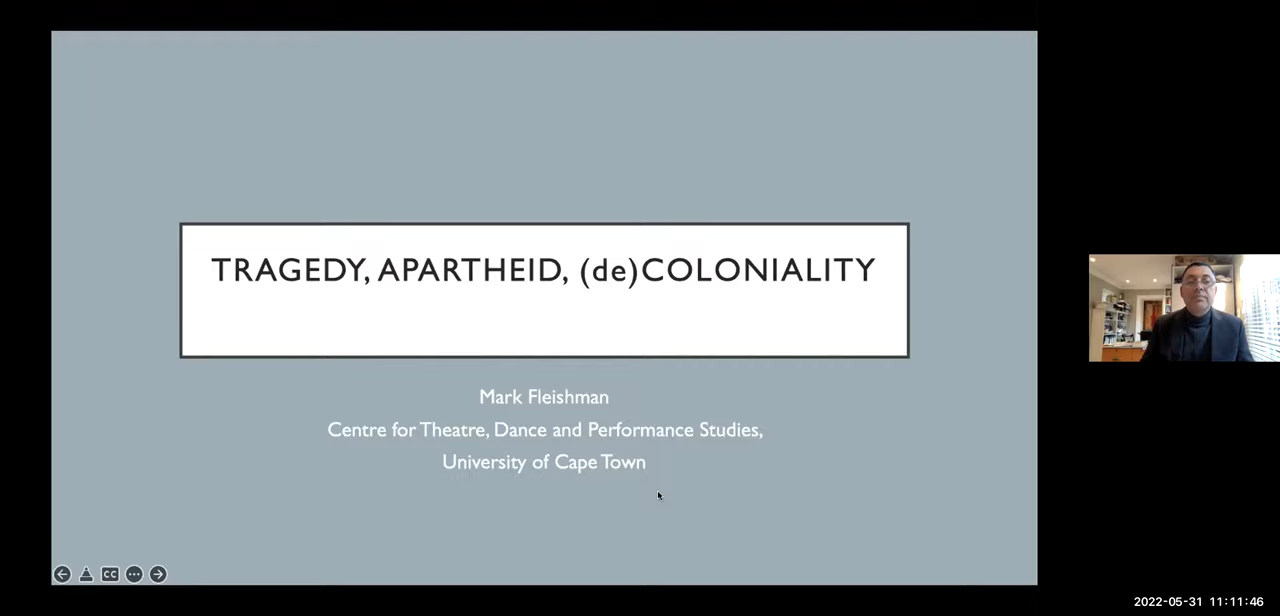 TRAGEDY, APARTHEID, (de)COLONIALITY
Mark Fleishman
Centre for Theatre, Dance and Performance Studies,
University of Cape Town
CC
2022-05-31 11:11:46